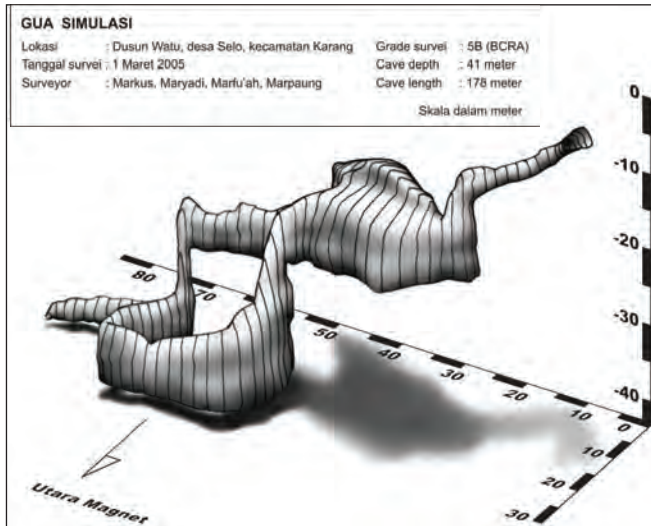 GUA SIMULASI
Lokasi : Dusun Watu, desa Selo, kecamatan Karang
Tanggal survei : 1 Maret 2005
Surveyor : Markus, Maryadi, Marfu'ah, Marpaung
Grade survei : 5B (BCRA)
Cave depth : 41 meter
Cave length : 178 meter
Skala dalam meter
0
-10
-20
-30
-40
80
70
50
40
30
20
10
0
10
20
30
Utara Magnet